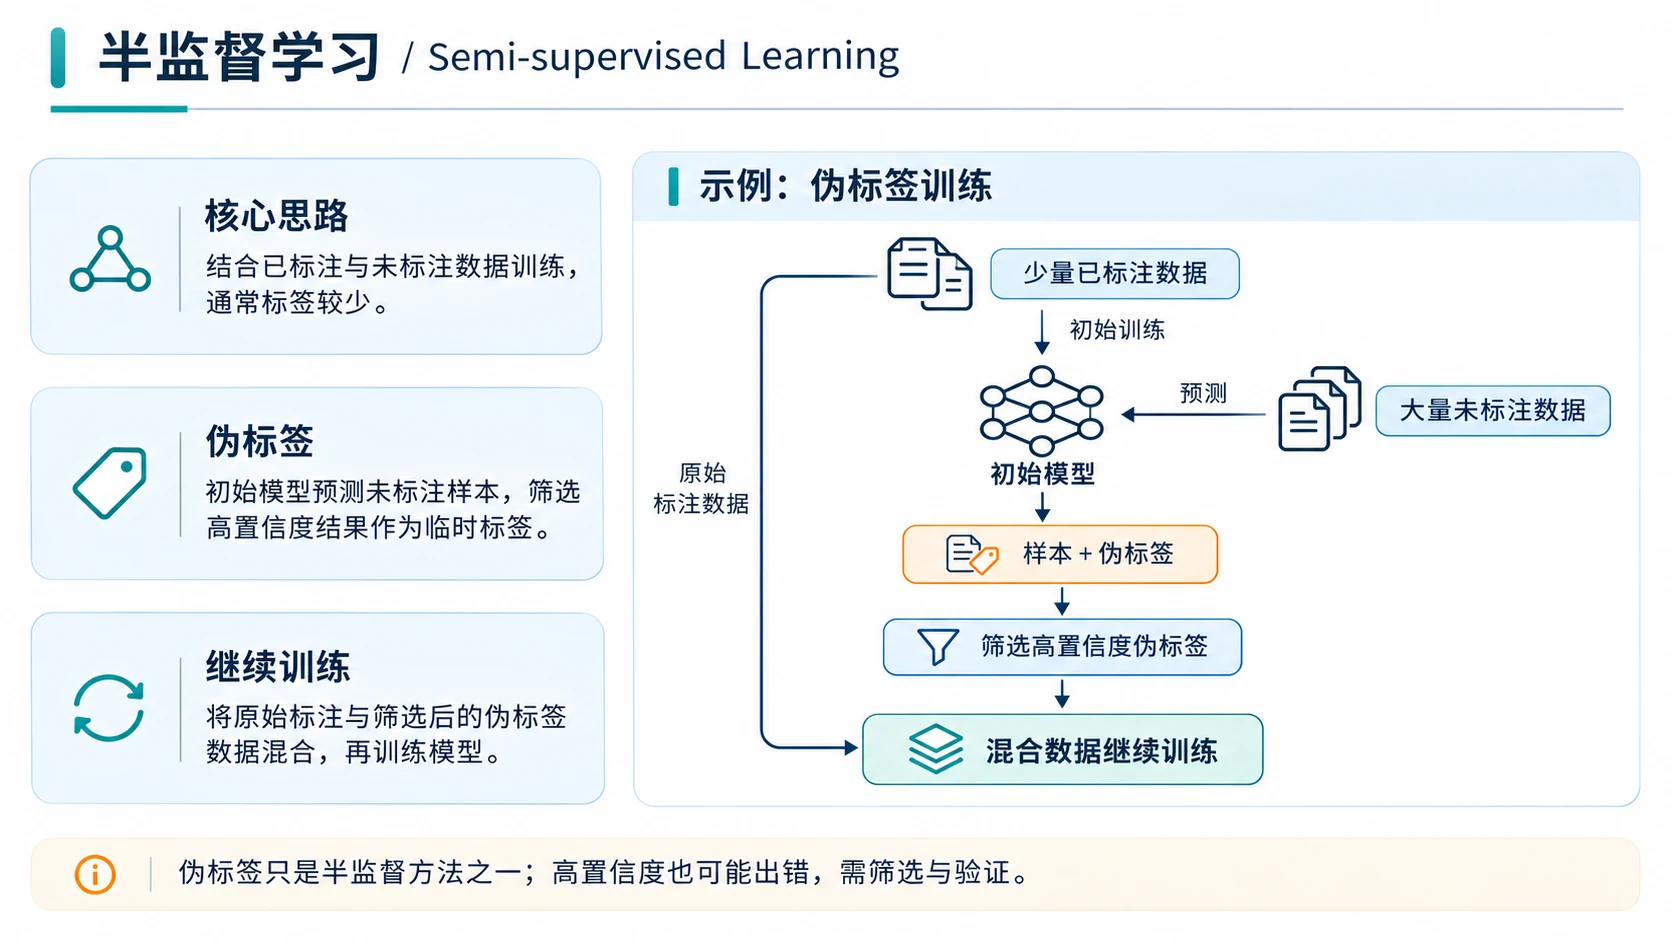 半监督学习 / Semi-supervised Learning
核心思路
结合已标注与未标注数据训练，
通常标签较少。
伪标签
初始模型预测未标注样本，筛选
高置信度结果作为临时标签。
继续训练
将原始标注与筛选后的伪标签
数据混合，再训练模型。
示例：伪标签训练
少量已标注数据
初始训练
预测
大量未标注数据
初始模型
原始
标注数据
样本 + 伪标签
筛选高置信度伪标签
混合数据继续训练
伪标签只是半监督方法之一；高置信度也可能出错，需筛选与验证。